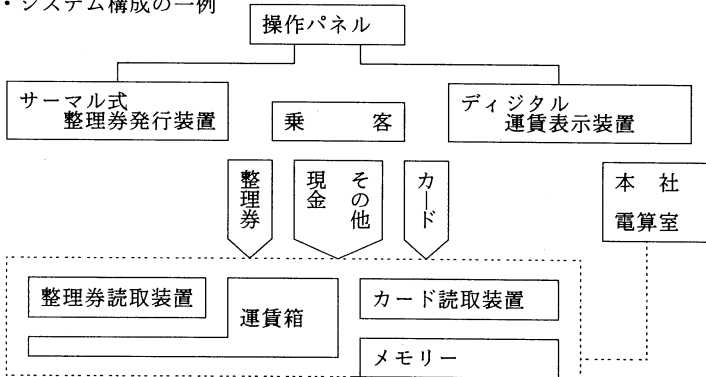 ・システム構成の一例
操作パネル
サーマル式
整理券発行装置
乗 客
ディジタル
運賃表示装置
整理券
現金 その他
カード
本 社
電算室
整理券読取装置
運賃箱
カード読取装置
メモリー